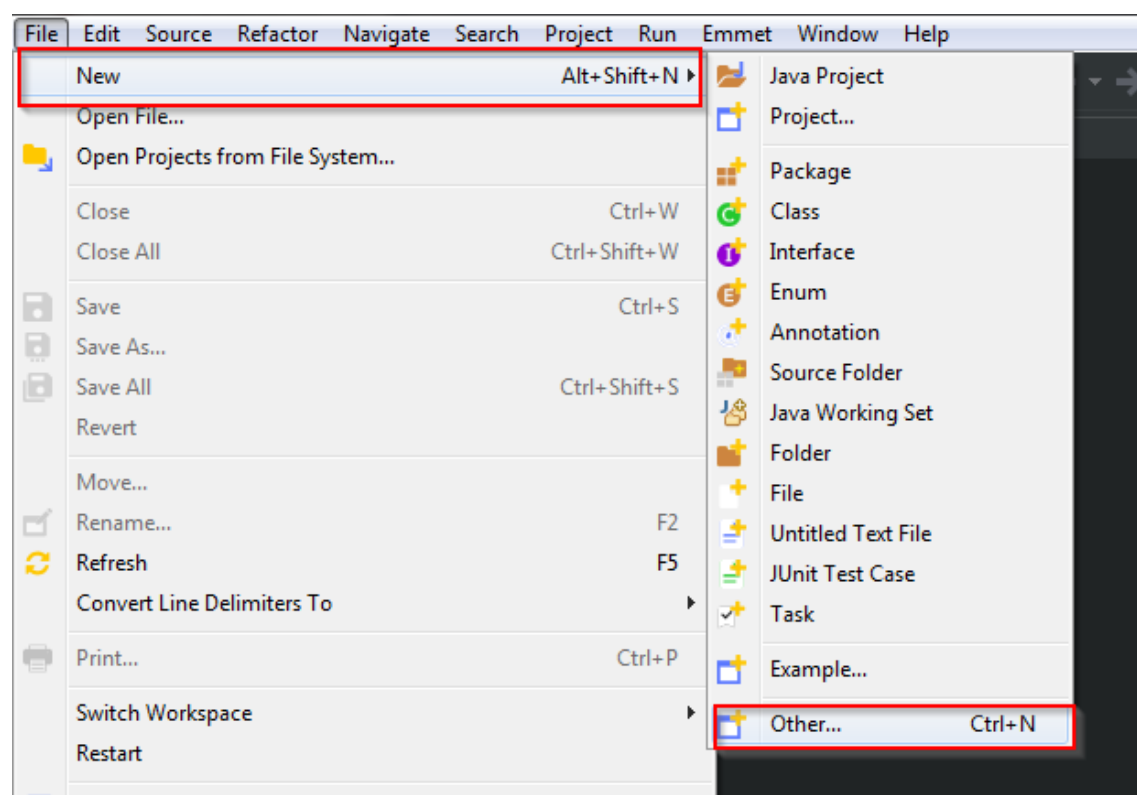 File Edit Source Refactor Navigate Search Project Run Emmet Window Help
New Alt+Shift+N
Open File...
Open Projects from File System...
Close Ctrl+W
Close All Ctrl+Shift+W
Save Ctrl+S
Save As...
Save All Ctrl+Shift+S
Revert
Move...
Rename... F2
Refresh F5
Convert Line Delimiters To
Print... Ctrl+P
Switch Workspace
Restart
Java Project
Project...
Package
Class
Interface
Enum
Annotation
Source Folder
Java Working Set
Folder
File
Untitled Text File
JUnit Test Case
Task
Example...
Other... Ctrl+N